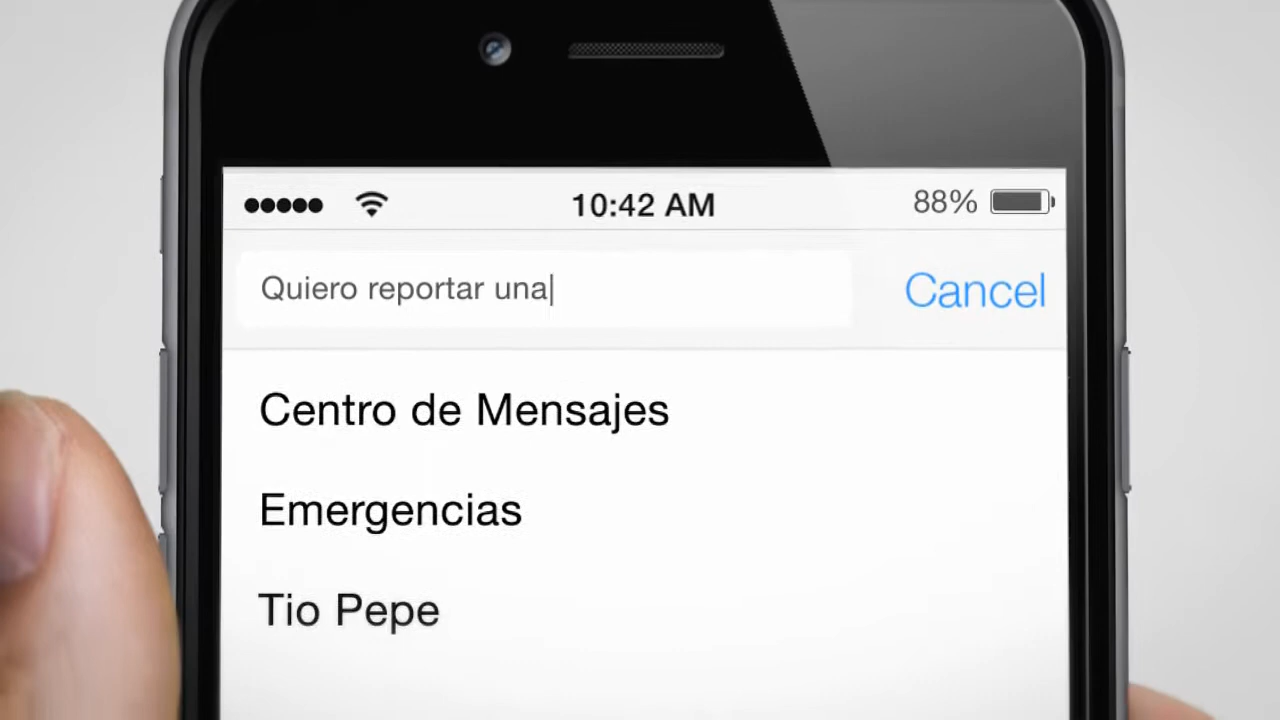 10:42 AM 88%
Quiero reportar una Cancel
Centro de Mensajes
Emergencias
Tio Pepe